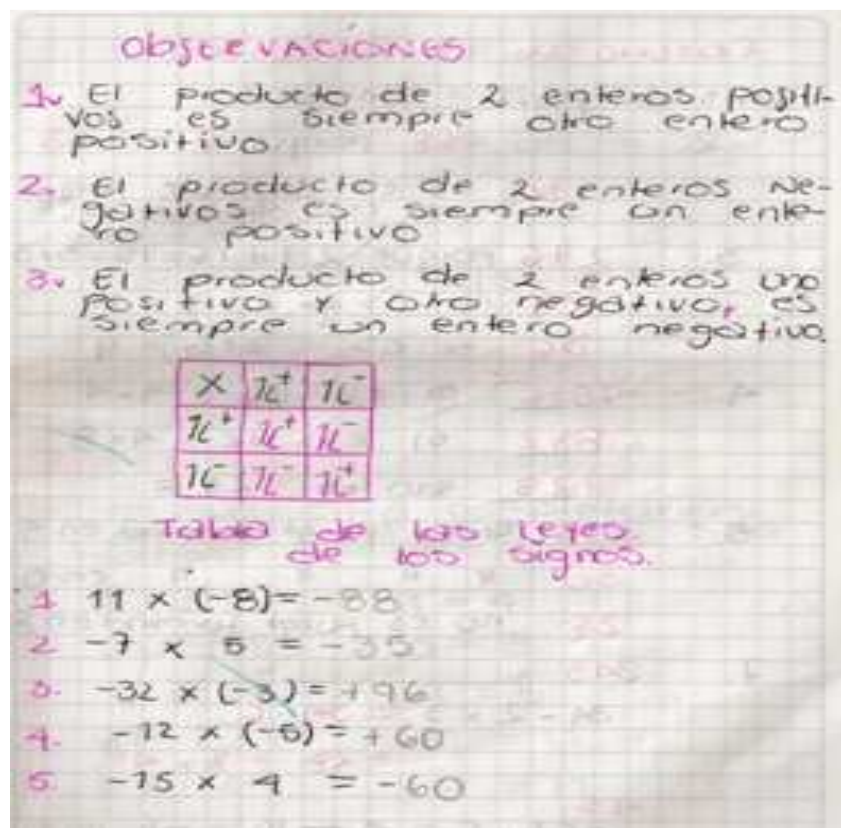 Observaciones
1. El producto de 2 enteros positi-
vos es siempre otro entero
positivo.
2. El producto de 2 enteros Ne-
gativos es siempre un ente-
ro positivo
3. El producto de 2 enteros uno
positivo y otro negativo, es
siempre un entero negativo.
x ℤ⁺ ℤ⁻
ℤ⁺ ℤ⁺ ℤ⁻
ℤ⁻ ℤ⁻ ℤ⁺
Tabla de las Leyes
de los signos.
1 11 x (-8) = -88
2 -7 x 5 = -35
3. -32 x (-3) = +96
4. -12 x (-5) = +60
5. -15 x 4 = -60